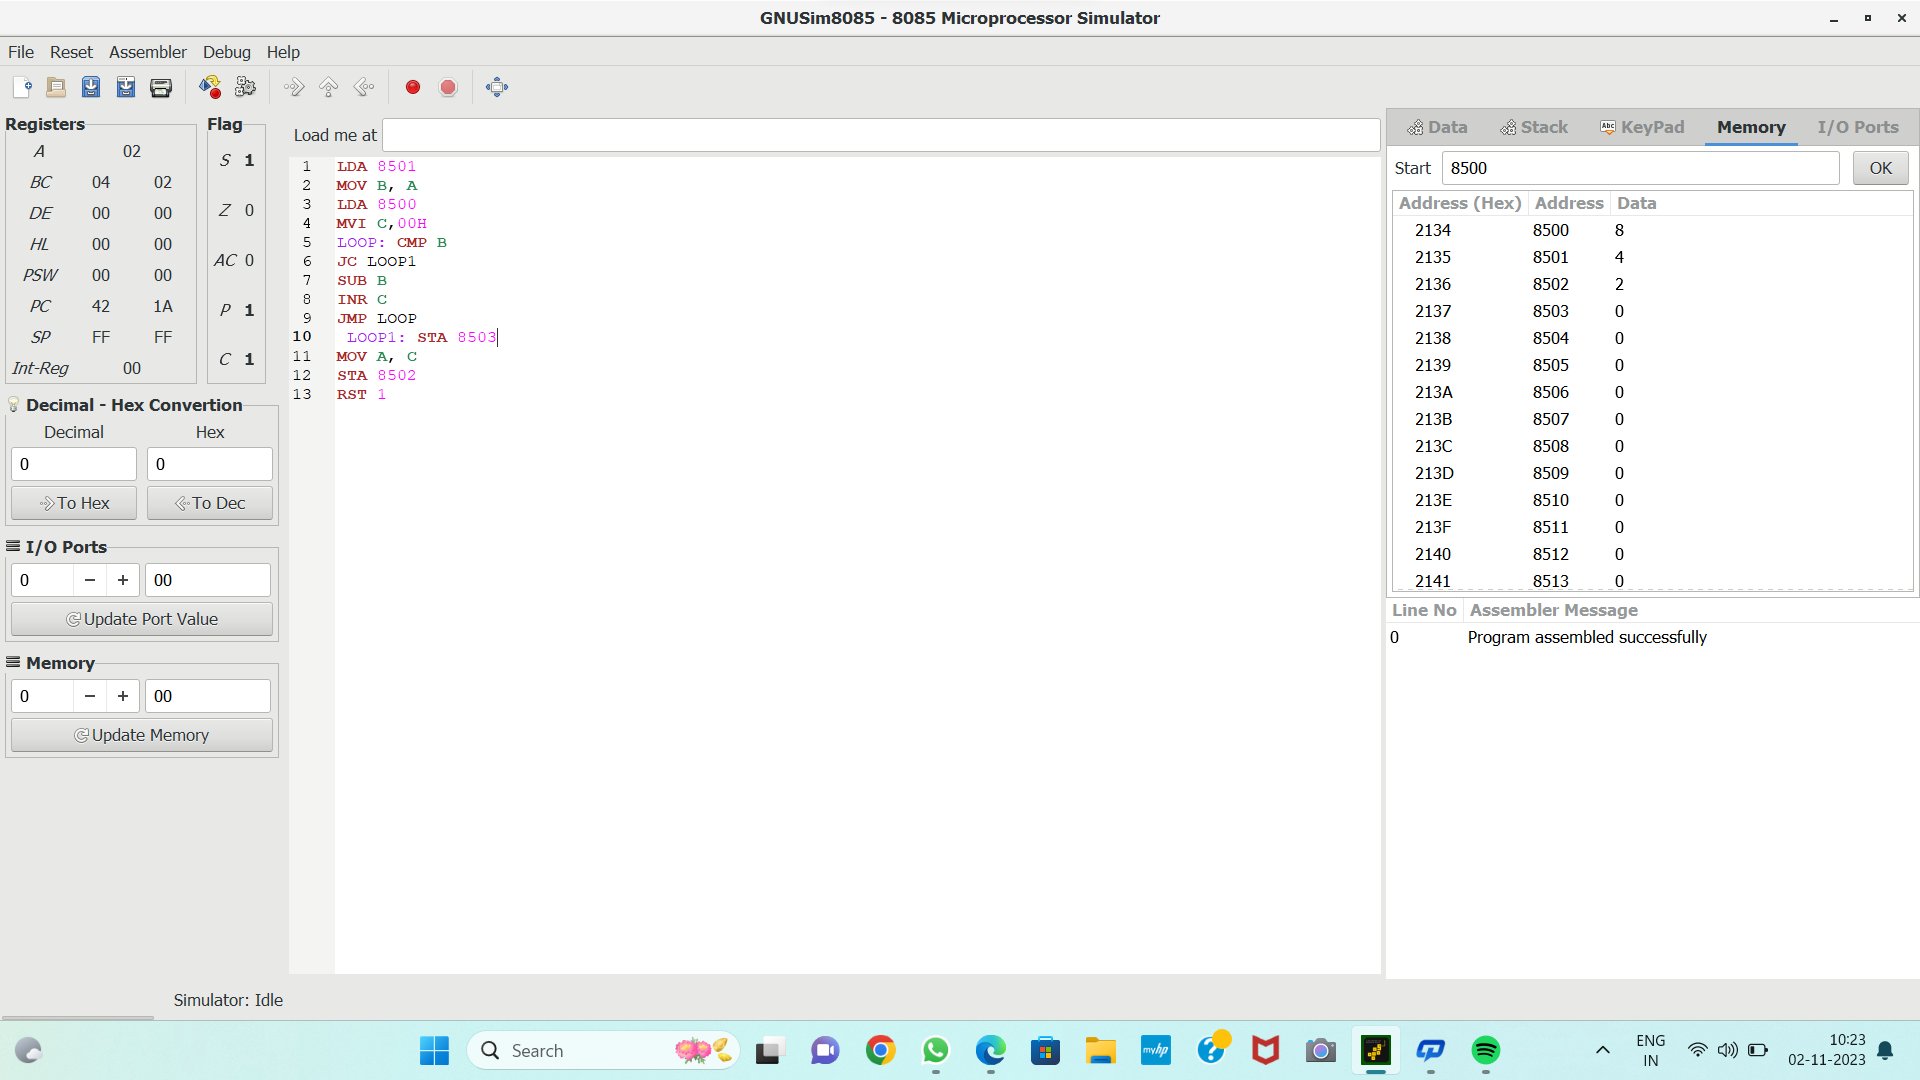 GNUSim8085 - 8085 Microprocessor Simulator
File Reset Assembler Debug Help
Registers
A 02
BC 04 02
DE 00 00
HL 00 00
PSW 00 00
PC 42 1A
SP FF FF
Int-Reg 00
Flag
S 1
Z 0
AC 0
P 1
C 1
Decimal - Hex Convertion
Decimal Hex
0 0
To Hex To Dec
I/O Ports
0 − + 00
Update Port Value
Memory
0 − + 00
Update Memory
Load me at
1 LDA 8501
2 MOV B, A
3 LDA 8500
4 MVI C,00H
5 LOOP: CMP B
6 JC LOOP1
7 SUB B
8 INR C
9 JMP LOOP
10 LOOP1: STA 8503
11 MOV A, C
12 STA 8502
13 RST 1
Data Stack Abc KeyPad Memory I/O Ports
Start 8500 OK
Address (Hex) Address Data
2134 8500 8
2135 8501 4
2136 8502 2
2137 8503 0
2138 8504 0
2139 8505 0
213A 8506 0
213B 8507 0
213C 8508 0
213D 8509 0
213E 8510 0
213F 8511 0
2140 8512 0
2141 8513 0
Line No Assembler Message
0 Program assembled successfully
Simulator: Idle
Search
myhp
ENG
IN
10:23
02-11-2023